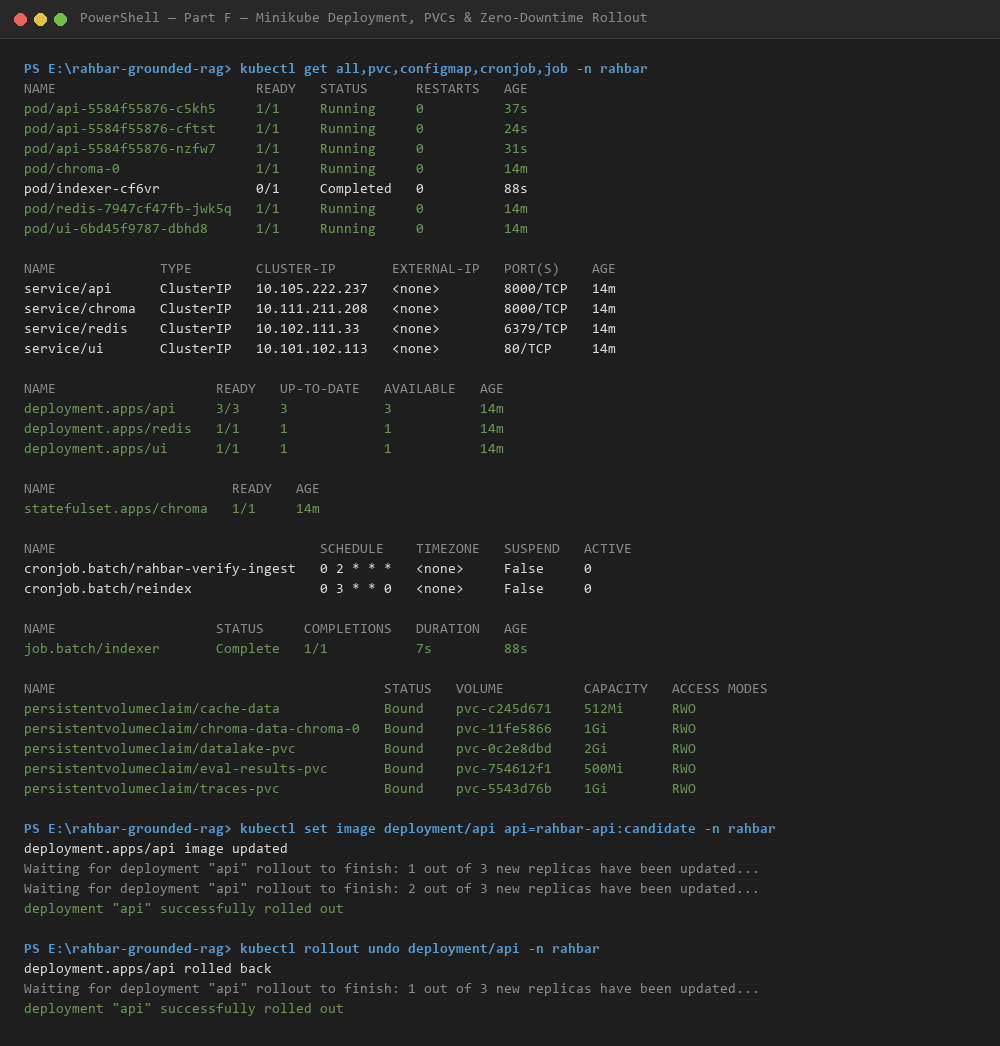 PowerShell — Part F — Minikube Deployment, PVCs & Zero-Downtime Rollout
PS E:\rahbar-grounded-rag> kubectl get all,pvc,configmap,cronjob,job -n rahbar
NAME                         READY   STATUS      RESTARTS   AGE
pod/api-5584f55876-c5kh5     1/1     Running     0          37s
pod/api-5584f55876-cftst     1/1     Running     0          24s
pod/api-5584f55876-nzfw7     1/1     Running     0          31s
pod/chroma-0                 1/1     Running     0          14m
pod/indexer-cf6vr            0/1     Completed   0          88s
pod/redis-7947cf47fb-jwk5q   1/1     Running     0          14m
pod/ui-6bd45f9787-dbhd8      1/1     Running     0          14m
NAME             TYPE        CLUSTER-IP       EXTERNAL-IP   PORT(S)    AGE
service/api      ClusterIP   10.105.222.237   <none>        8000/TCP   14m
service/chroma   ClusterIP   10.111.211.208   <none>        8000/TCP   14m
service/redis    ClusterIP   10.102.111.33    <none>        6379/TCP   14m
service/ui       ClusterIP   10.101.102.113   <none>        80/TCP     14m
NAME                    READY   UP-TO-DATE   AVAILABLE   AGE
deployment.apps/api     3/3     3            3           14m
deployment.apps/redis   1/1     1            1           14m
deployment.apps/ui      1/1     1            1           14m
NAME                      READY   AGE
statefulset.apps/chroma   1/1     14m
NAME                                 SCHEDULE    TIMEZONE   SUSPEND   ACTIVE
cronjob.batch/rahbar-verify-ingest   0 2 * * *   <none>     False     0
cronjob.batch/reindex                0 3 * * 0   <none>     False     0
NAME                    STATUS     COMPLETIONS   DURATION   AGE
job.batch/indexer       Complete   1/1           7s         88s
NAME                                         STATUS   VOLUME          CAPACITY   ACCESS MODES
persistentvolumeclaim/cache-data             Bound    pvc-c245d671    512Mi      RWO
persistentvolumeclaim/chroma-data-chroma-0   Bound    pvc-11fe5866    1Gi        RWO
persistentvolumeclaim/datalake-pvc           Bound    pvc-0c2e8dbd    2Gi        RWO
persistentvolumeclaim/eval-results-pvc       Bound    pvc-754612f1    500Mi      RWO
persistentvolumeclaim/traces-pvc             Bound    pvc-5543d76b    1Gi        RWO
PS E:\rahbar-grounded-rag> kubectl set image deployment/api api=rahbar-api:candidate -n rahbar
deployment.apps/api image updated
Waiting for deployment "api" rollout to finish: 1 out of 3 new replicas have been updated...
Waiting for deployment "api" rollout to finish: 2 out of 3 new replicas have been updated...
deployment "api" successfully rolled out
PS E:\rahbar-grounded-rag> kubectl rollout undo deployment/api -n rahbar
deployment.apps/api rolled back
Waiting for deployment "api" rollout to finish: 1 out of 3 new replicas have been updated...
deployment "api" successfully rolled out